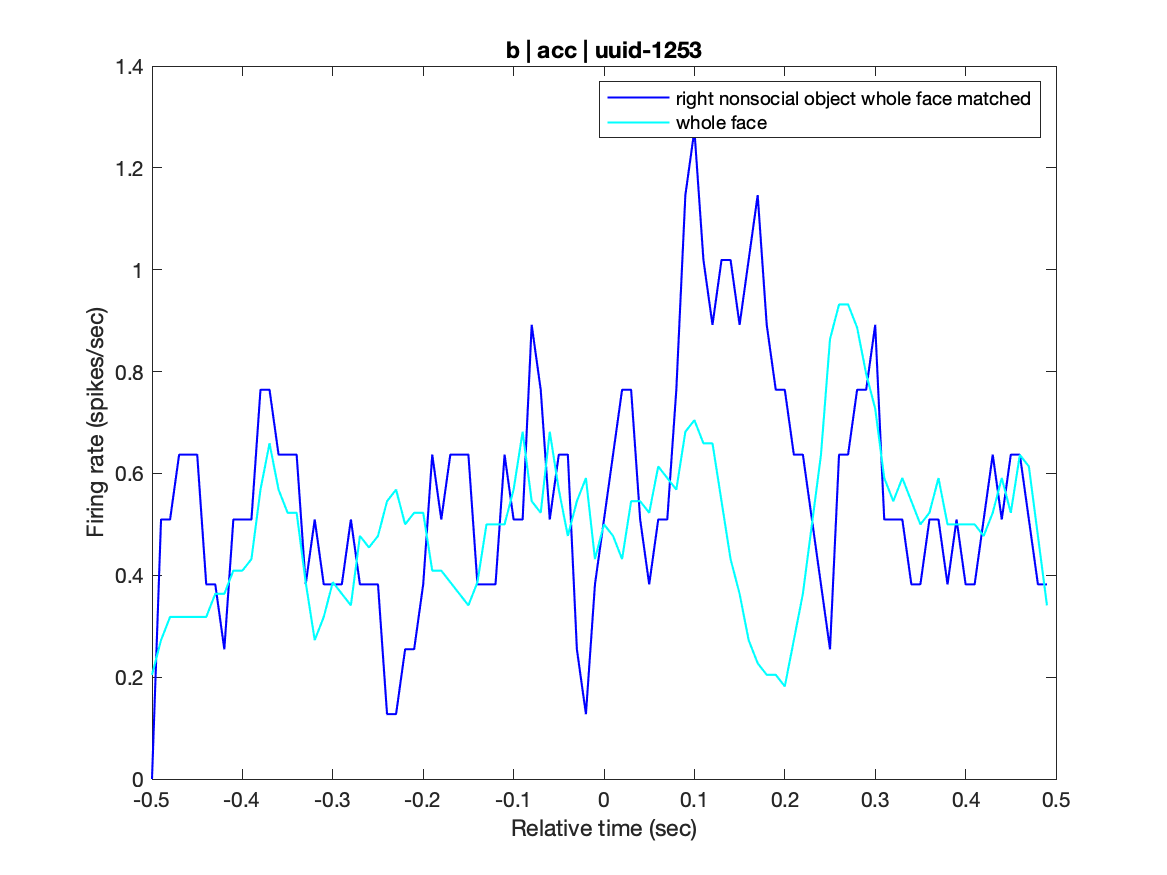 b | acc | uuid-1253
right nonsocial object whole face matched
whole face
Firing rate (spikes/sec)
1.4
1.2
1
0.8
0.6
0.4
0.2
0
-0.5 -0.4 -0.3 -0.2 -0.1 0 0.1 0.2 0.3 0.4 0.5
Relative time (sec)